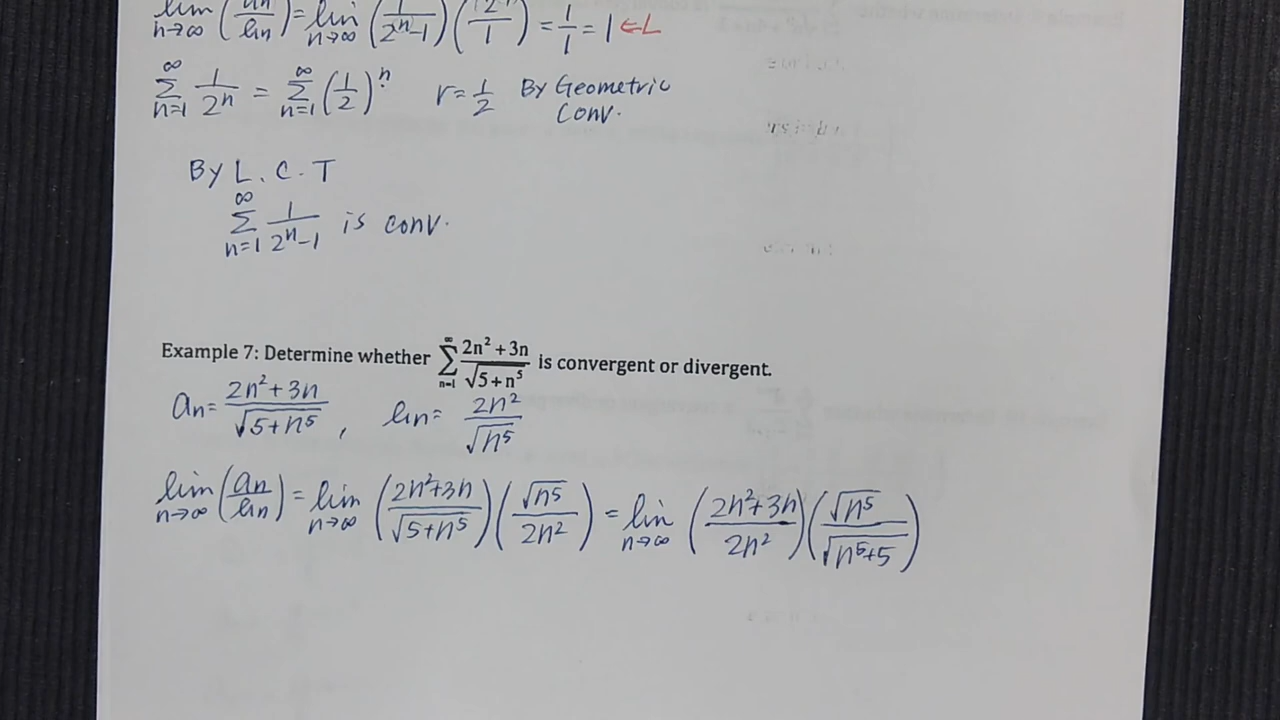 lim n→∞ (an/bn) = lim n→∞ (1/(2^n-1)) (2^n/1) = 1/1 = 1 ← L
∞ Σ n=1 1/2^n = ∞ Σ n=1 (1/2)^n r = 1/2 By Geometric
Conv.
By L.C.T
∞ Σ n=1 1/(2^n-1) is conv.
Example 7: Determine whether ∞ Σ n=1 (2n²+3n)/√(5+n⁵) is convergent or divergent.
an = (2n²+3n)/√(5+n⁵), bn = 2n²/√(n⁵)
lim n→∞ (an/bn) = lim n→∞ ((2n²+3n)/√(5+n⁵)) (√(n⁵)/2n²) = lim n→∞ ((2n²+3n)/2n²) (√(n⁵)/√(n⁵+5))